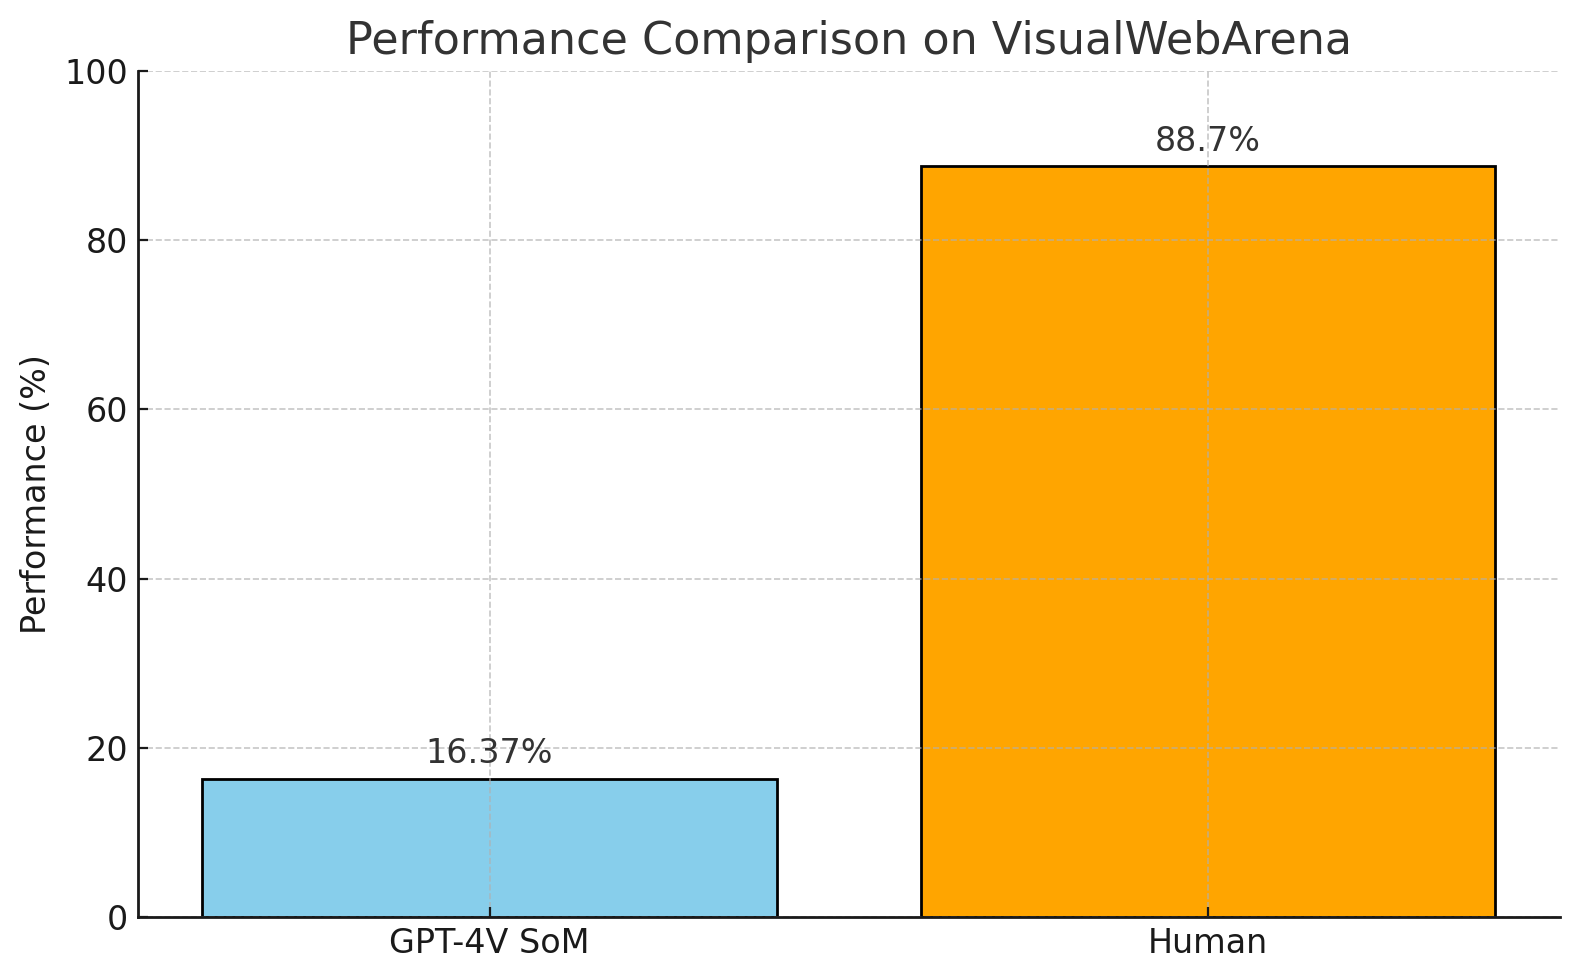 Performance Comparison on VisualWebArena
Performance (%)
100
80
60
40
20
0
88.7%
16.37%
GPT-4V SoM
Human